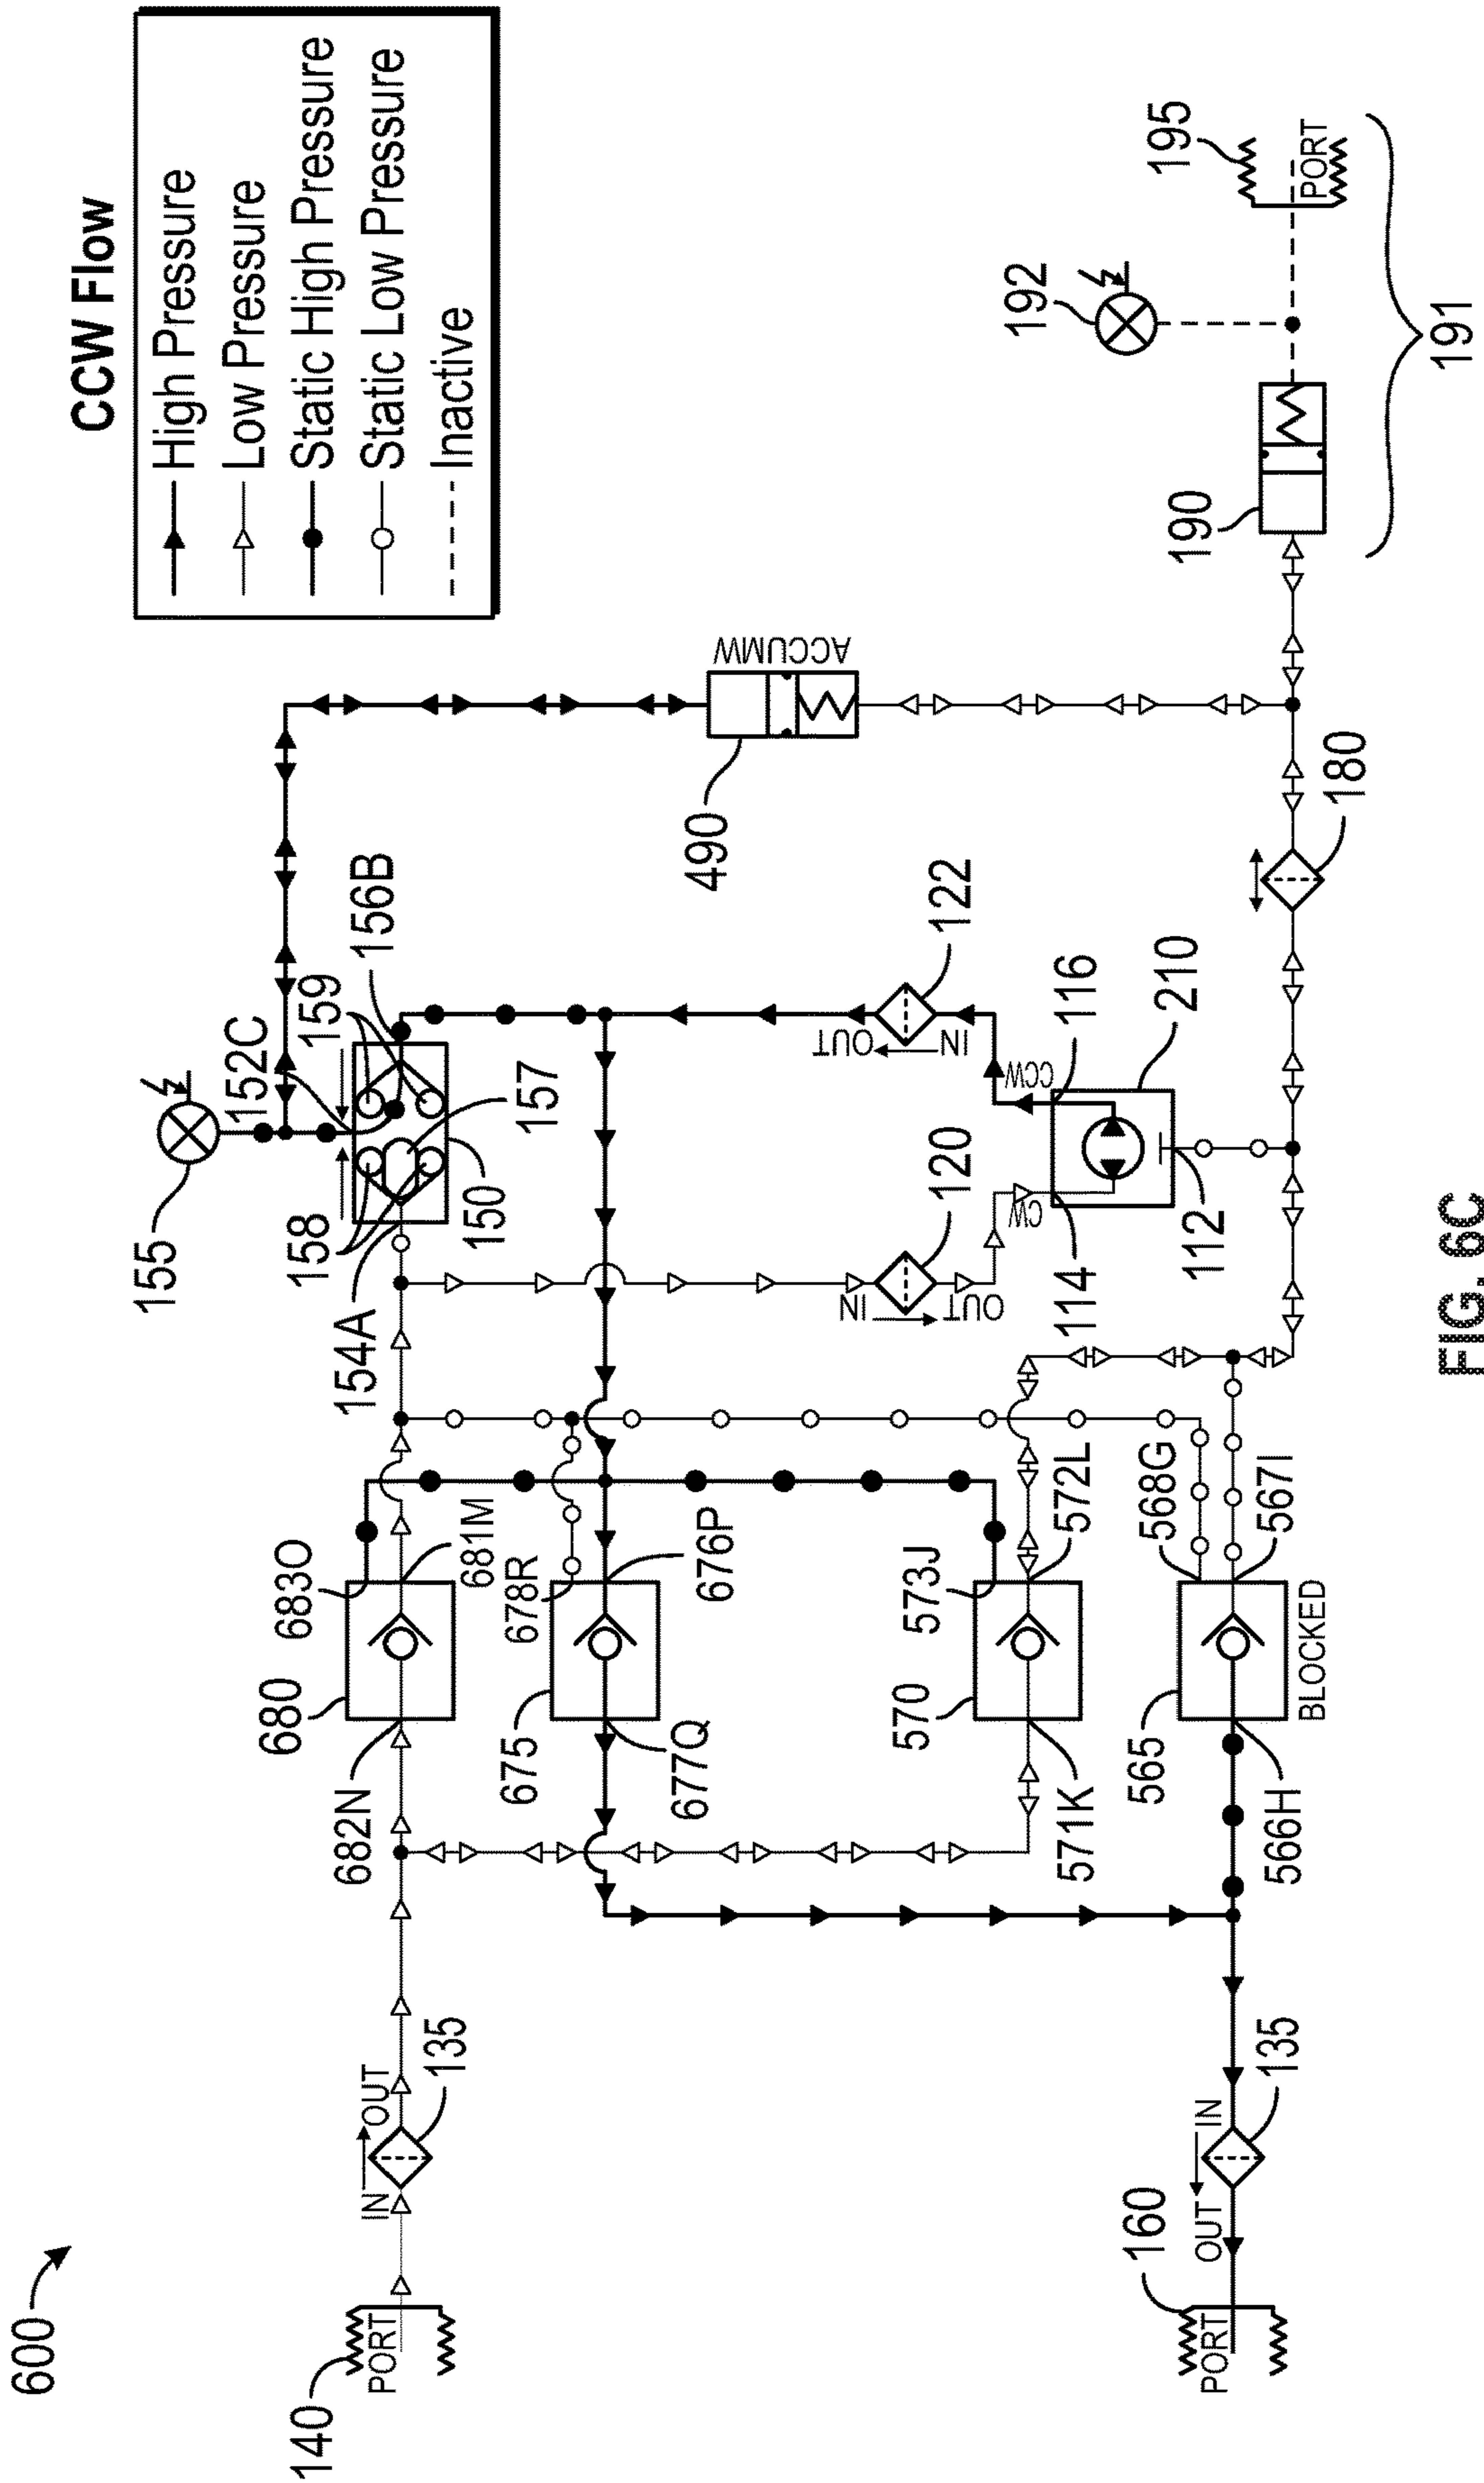 600
CCW Flow
High Pressure
Low Pressure
Static High Pressure
Static Low Pressure
Inactive
140
PORT
IN
OUT
135
682N
680
683O
681M
154A
158
155
152C
159
156B
157
150
675
677Q
678R
676P
490
ACCUMW
IN
OUT
120
122
OUT
IN
CW
CCW
114
116
210
112
570
571K
573J
572L
565
566H
568G
567I
BLOCKED
160
PORT
OUT
IN
135
180
190
192
195
PORT
191
FIG. 6C